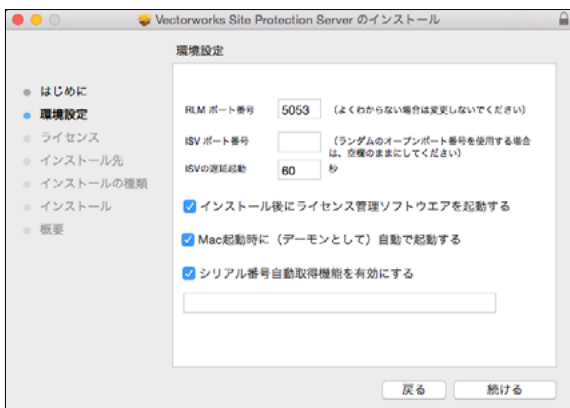 Vectorworks Site Protection Server のインストール
環境設定
はじめに
環境設定
ライセンス
インストール先
インストールの種類
インストール
概要
RLM ポート番号 5053 （よくわからない場合は変更しないでください）
ISV ポート番号 （ランダムのオープンポート番号を使用する場合
は、空欄のままにしてください）
ISVの遅延起動 60 秒
インストール後にライセンス管理ソフトウエアを起動する
Mac起動時に（デーモンとして）自動で起動する
シリアル番号自動取得機能を有効にする
戻る 続ける